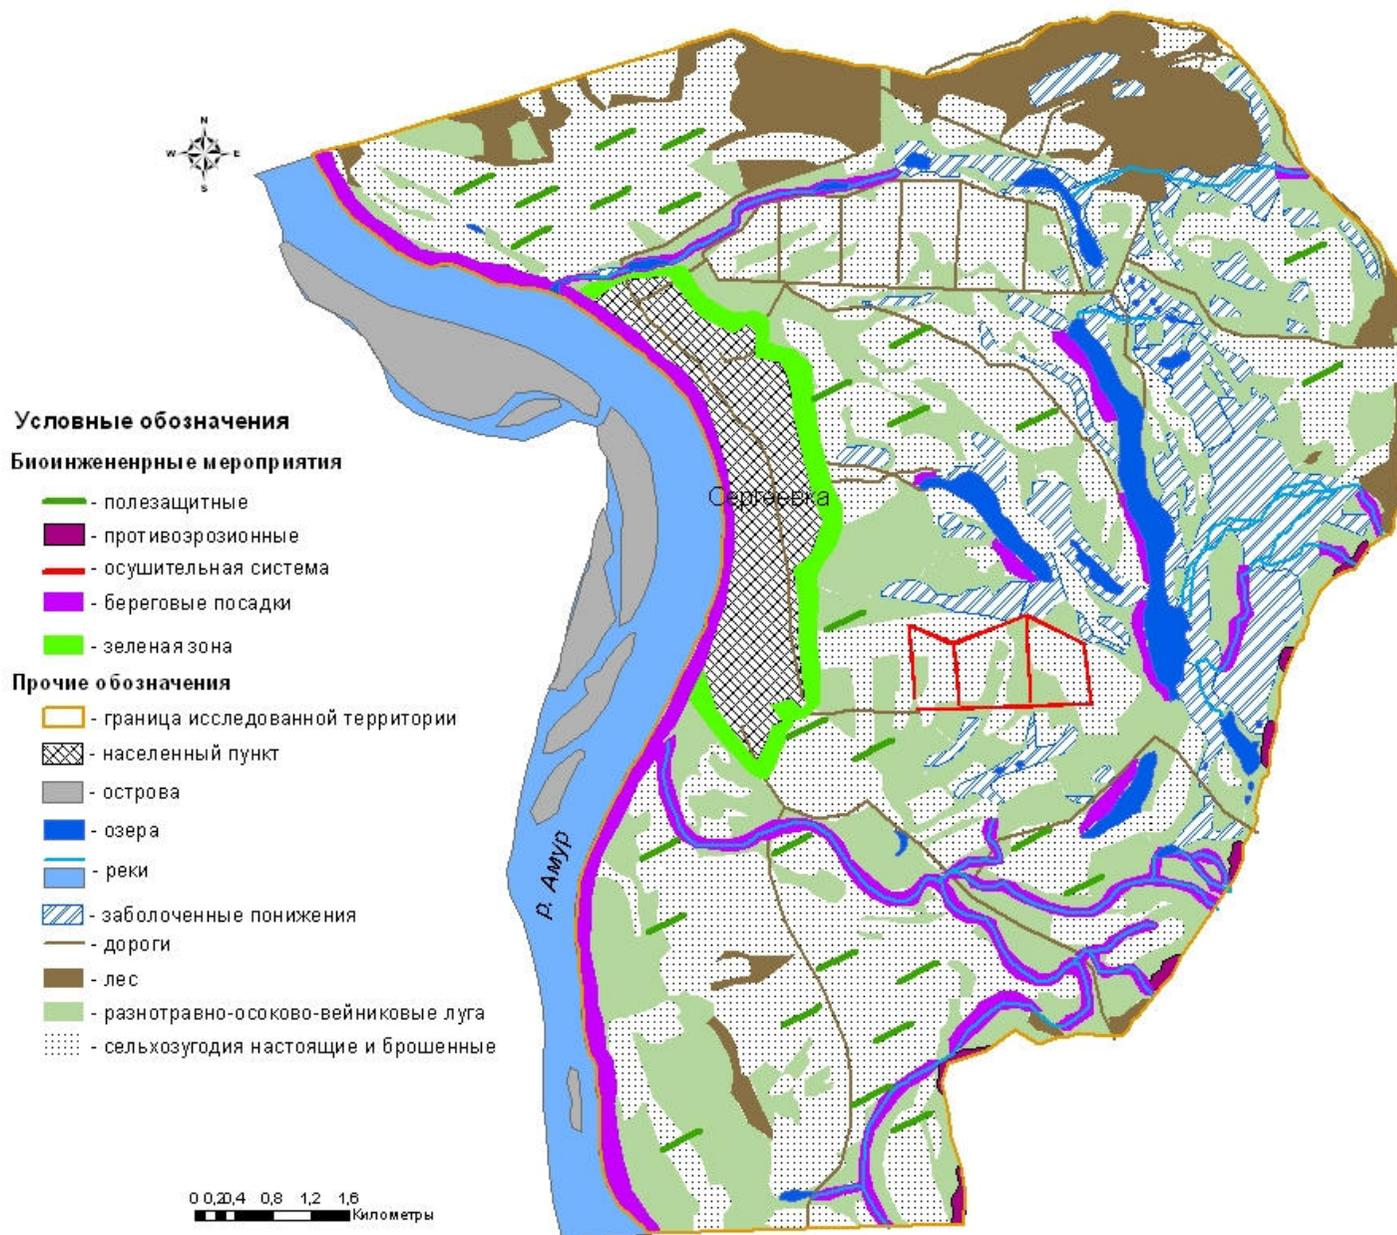 N
W E
S
Условные обозначения
Биоинжененрные мероприятия
- полезащитные
- противоэрозионные
- осушительная система
- береговые посадки
- зеленая зона
Прочие обозначения
- граница исследованной территории
- населенный пункт
- острова
- озера
- реки
- заболоченные понижения
- дороги
- лес
- разнотравно-осоково-вейниковые луга
- сельхозугодия настоящие и брошенные
Сергеевка
р. Амур
0 0,20,4 0,8 1,2 1,6
Километры